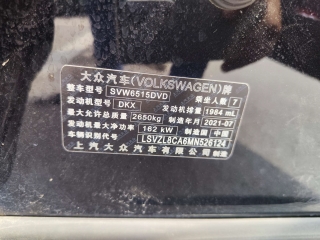 大众汽车(VOLKSWAGEN)牌
整车型号 SVW6515DVD 乘坐人数 7
发动机型号 DKX 发动机排量 1984 mL
最大允许总质量 2650kg 制造年月 2021-07
发动机最大净功率 162 kW 制造国 中国
车辆识别代号 LSVZL8CA6MN526124
上汽大众汽车有限公司 制造